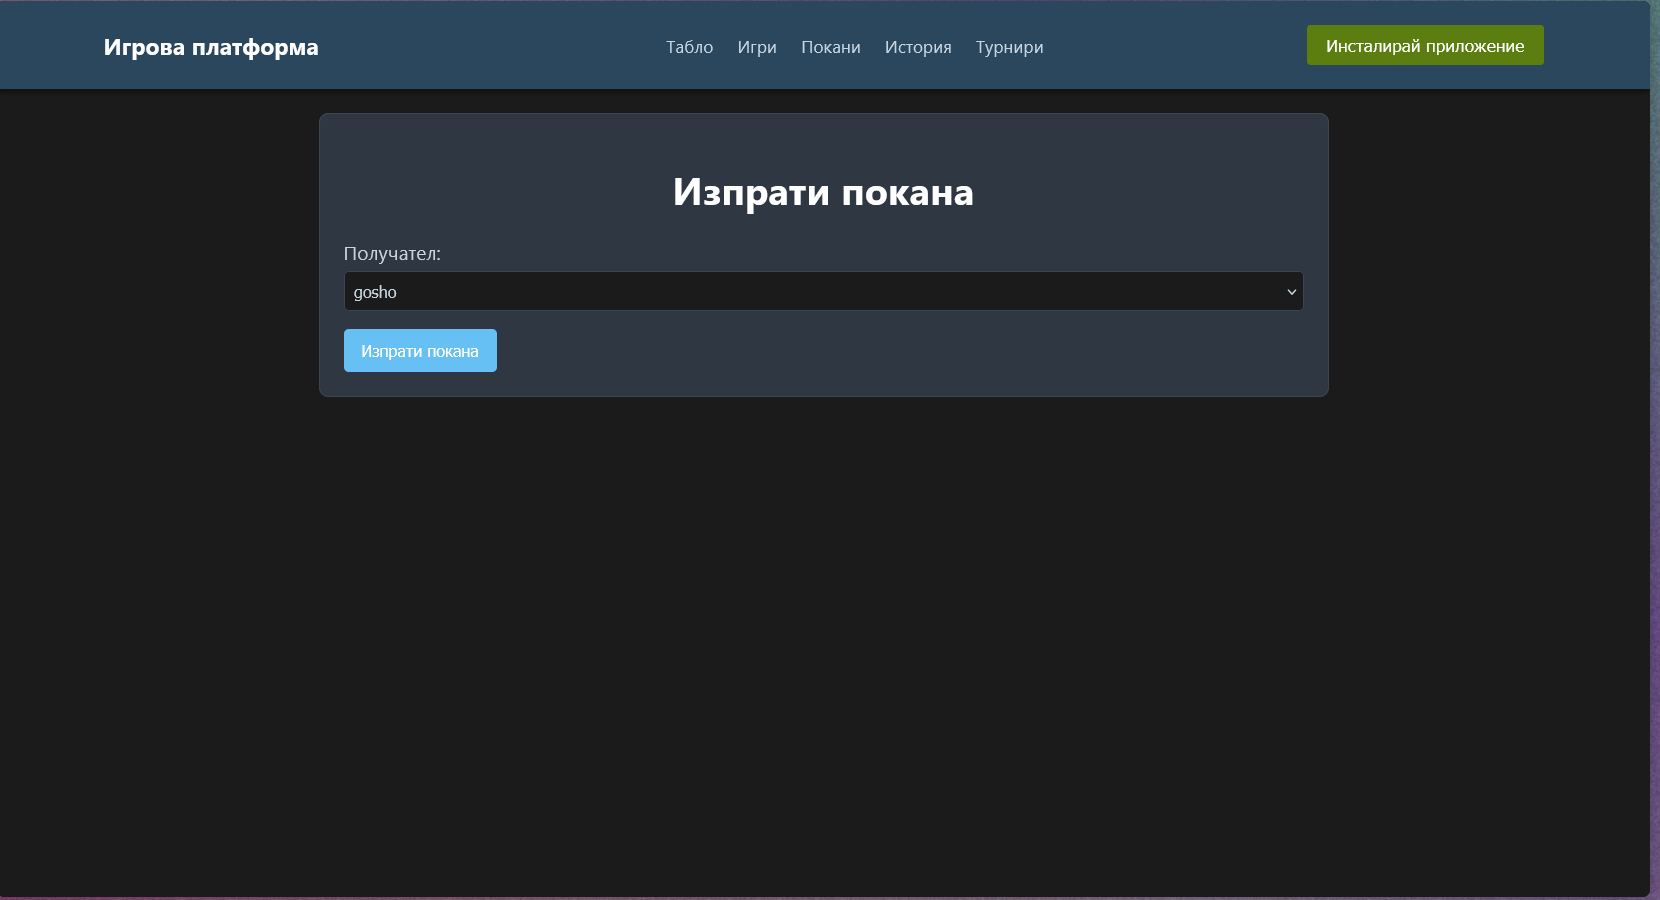 Игрова платформа
Табло Игри Покани История Турнири
Инсталирай приложение
Изпрати покана
Получател:
gosho
Изпрати покана